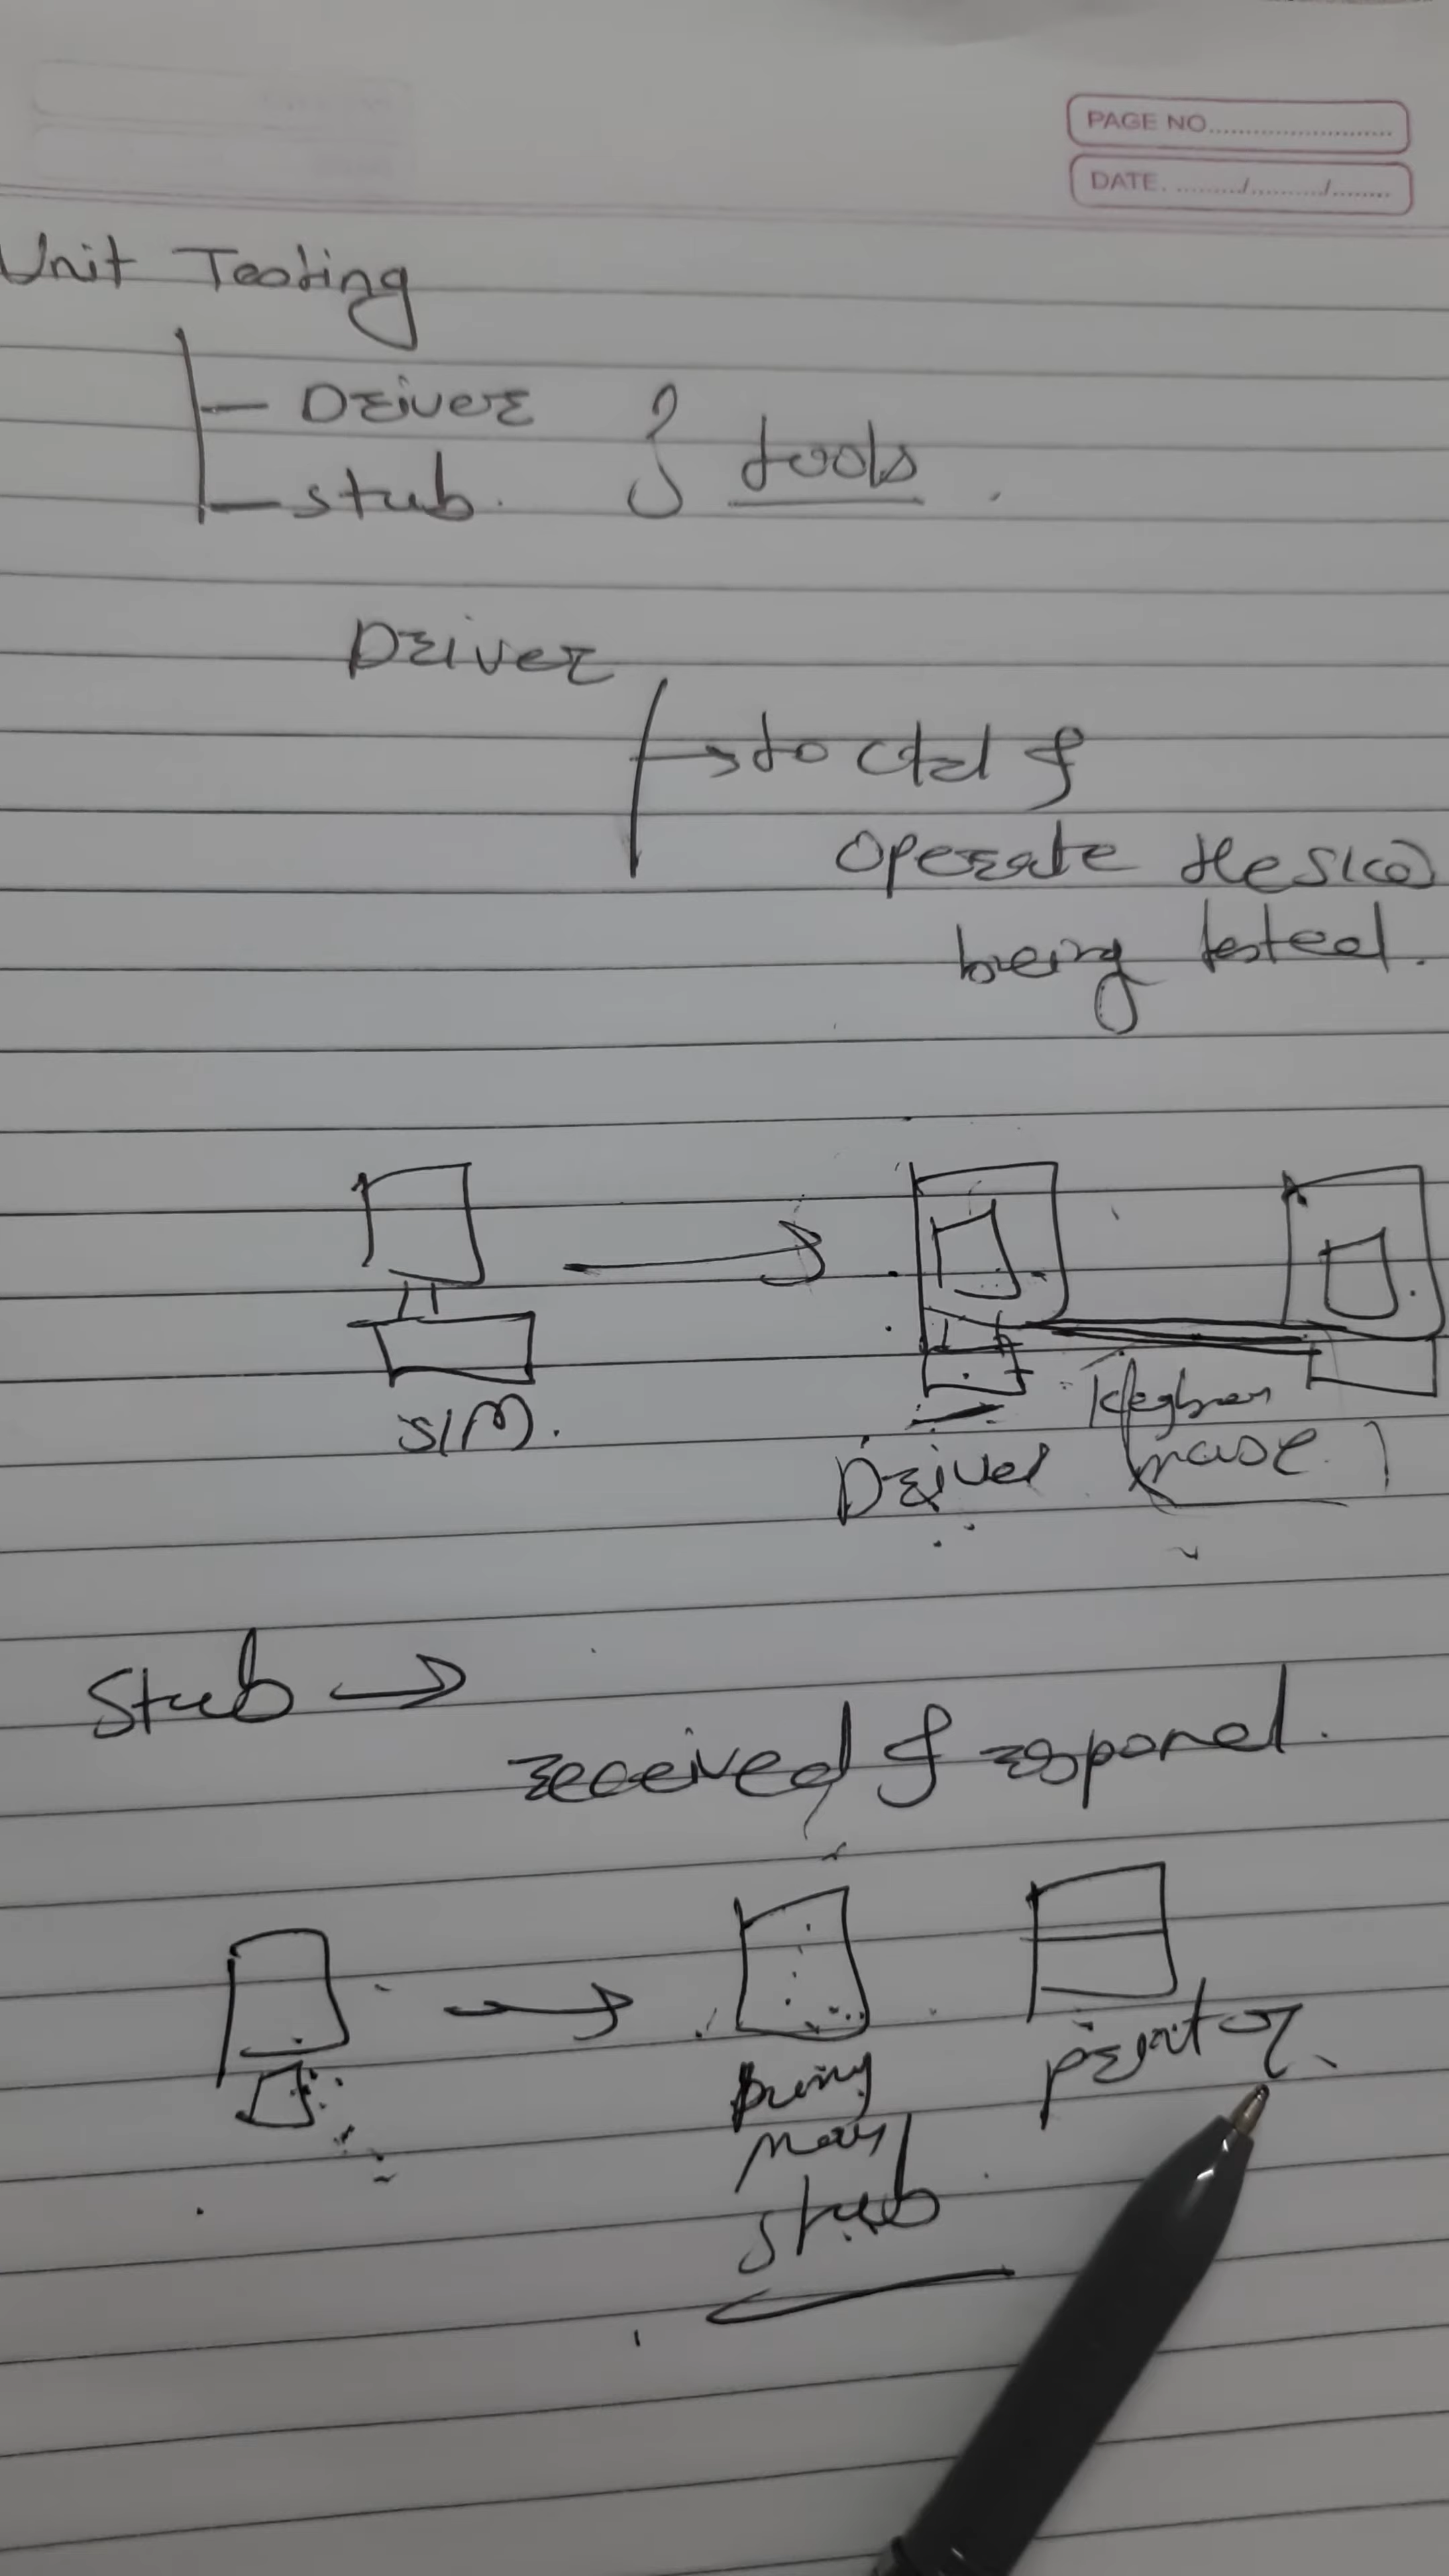 PAGE NO.
DATE. ......../......../........
Unit Testing
Driver
stub. } tools.
Driver
→ to ctrl &
operate the S/w
being tested.
S/M.
Driver
Stub →
received & respond.
printer
stub